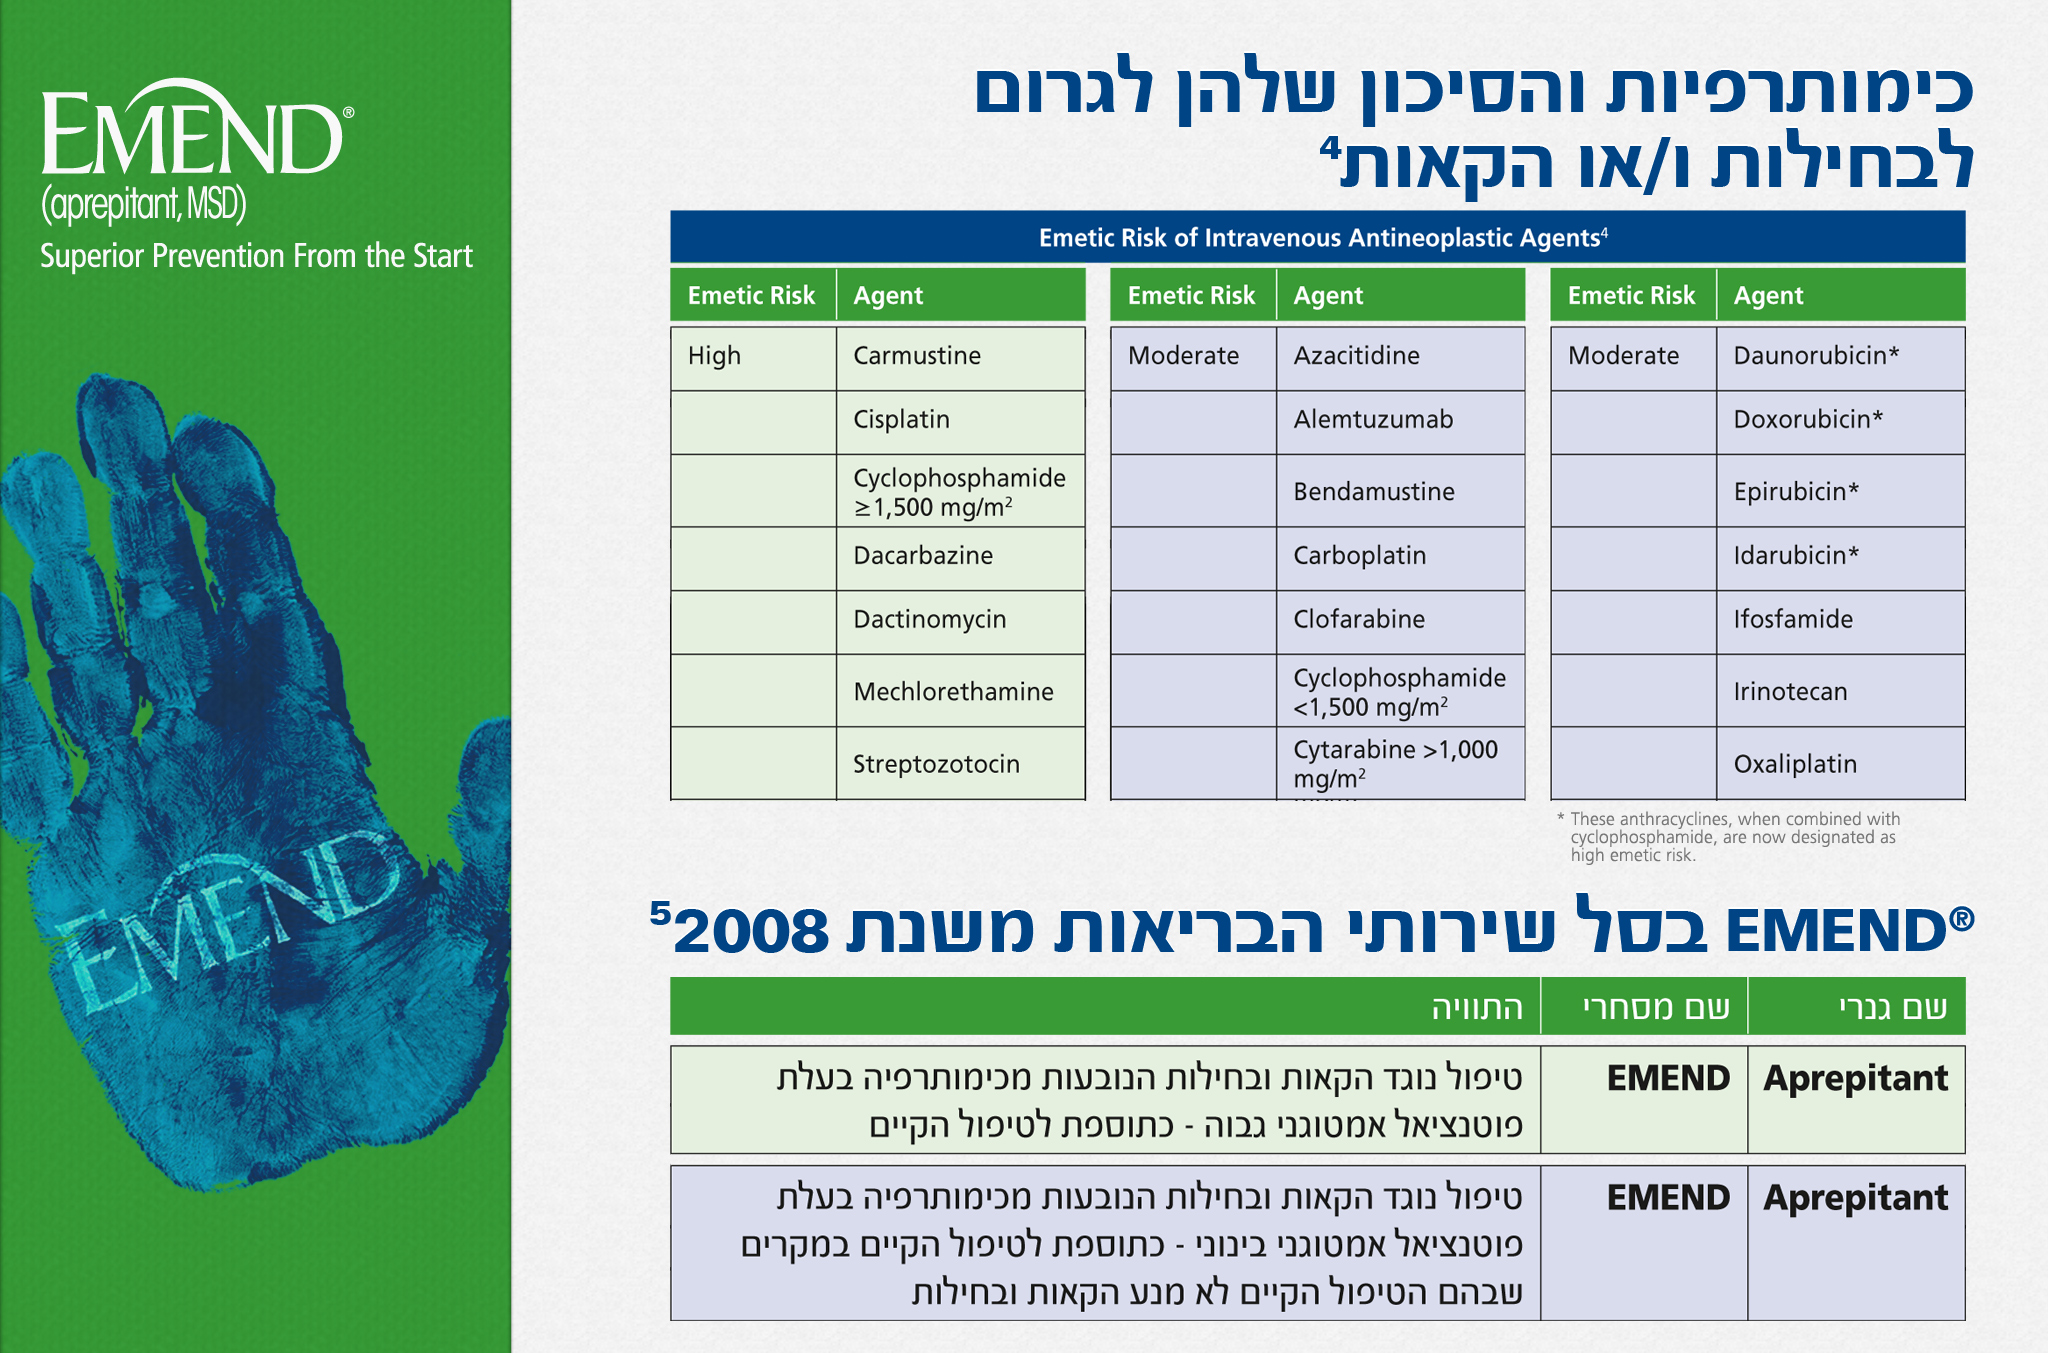 EMEND®
(aprepitant, MSD)
Superior Prevention From the Start
EMEND
כימותרפיות והסיכון שלהן לגרום
לבחילות ו/או הקאות⁴
Emetic Risk of Intravenous Antineoplastic Agents⁴
Emetic Risk Agent Emetic Risk Agent Emetic Risk Agent
High Carmustine Moderate Azacitidine Moderate Daunorubicin*
Cisplatin Alemtuzumab Doxorubicin*
Cyclophosphamide
≥1,500 mg/m² Bendamustine Epirubicin*
Dacarbazine Carboplatin Idarubicin*
Dactinomycin Clofarabine Ifosfamide
Mechlorethamine Cyclophosphamide
<1,500 mg/m² Irinotecan
Streptozotocin Cytarabine >1,000
mg/m² Oxaliplatin
* These anthracyclines, when combined with
cyclophosphamide, are now designated as
high emetic risk.
®EMEND בסל שירותי הבריאות משנת 2008⁵
שם גנרי שם מסחרי התוויה
Aprepitant EMEND טיפול נוגד הקאות ובחילות הנובעות מכימותרפיה בעלת
פוטנציאל אמטוגני גבוה - כתוספת לטיפול הקיים
Aprepitant EMEND טיפול נוגד הקאות ובחילות הנובעות מכימותרפיה בעלת
פוטנציאל אמטוגני בינוני - כתוספת לטיפול הקיים במקרים
שבהם הטיפול הקיים לא מנע הקאות ובחילות